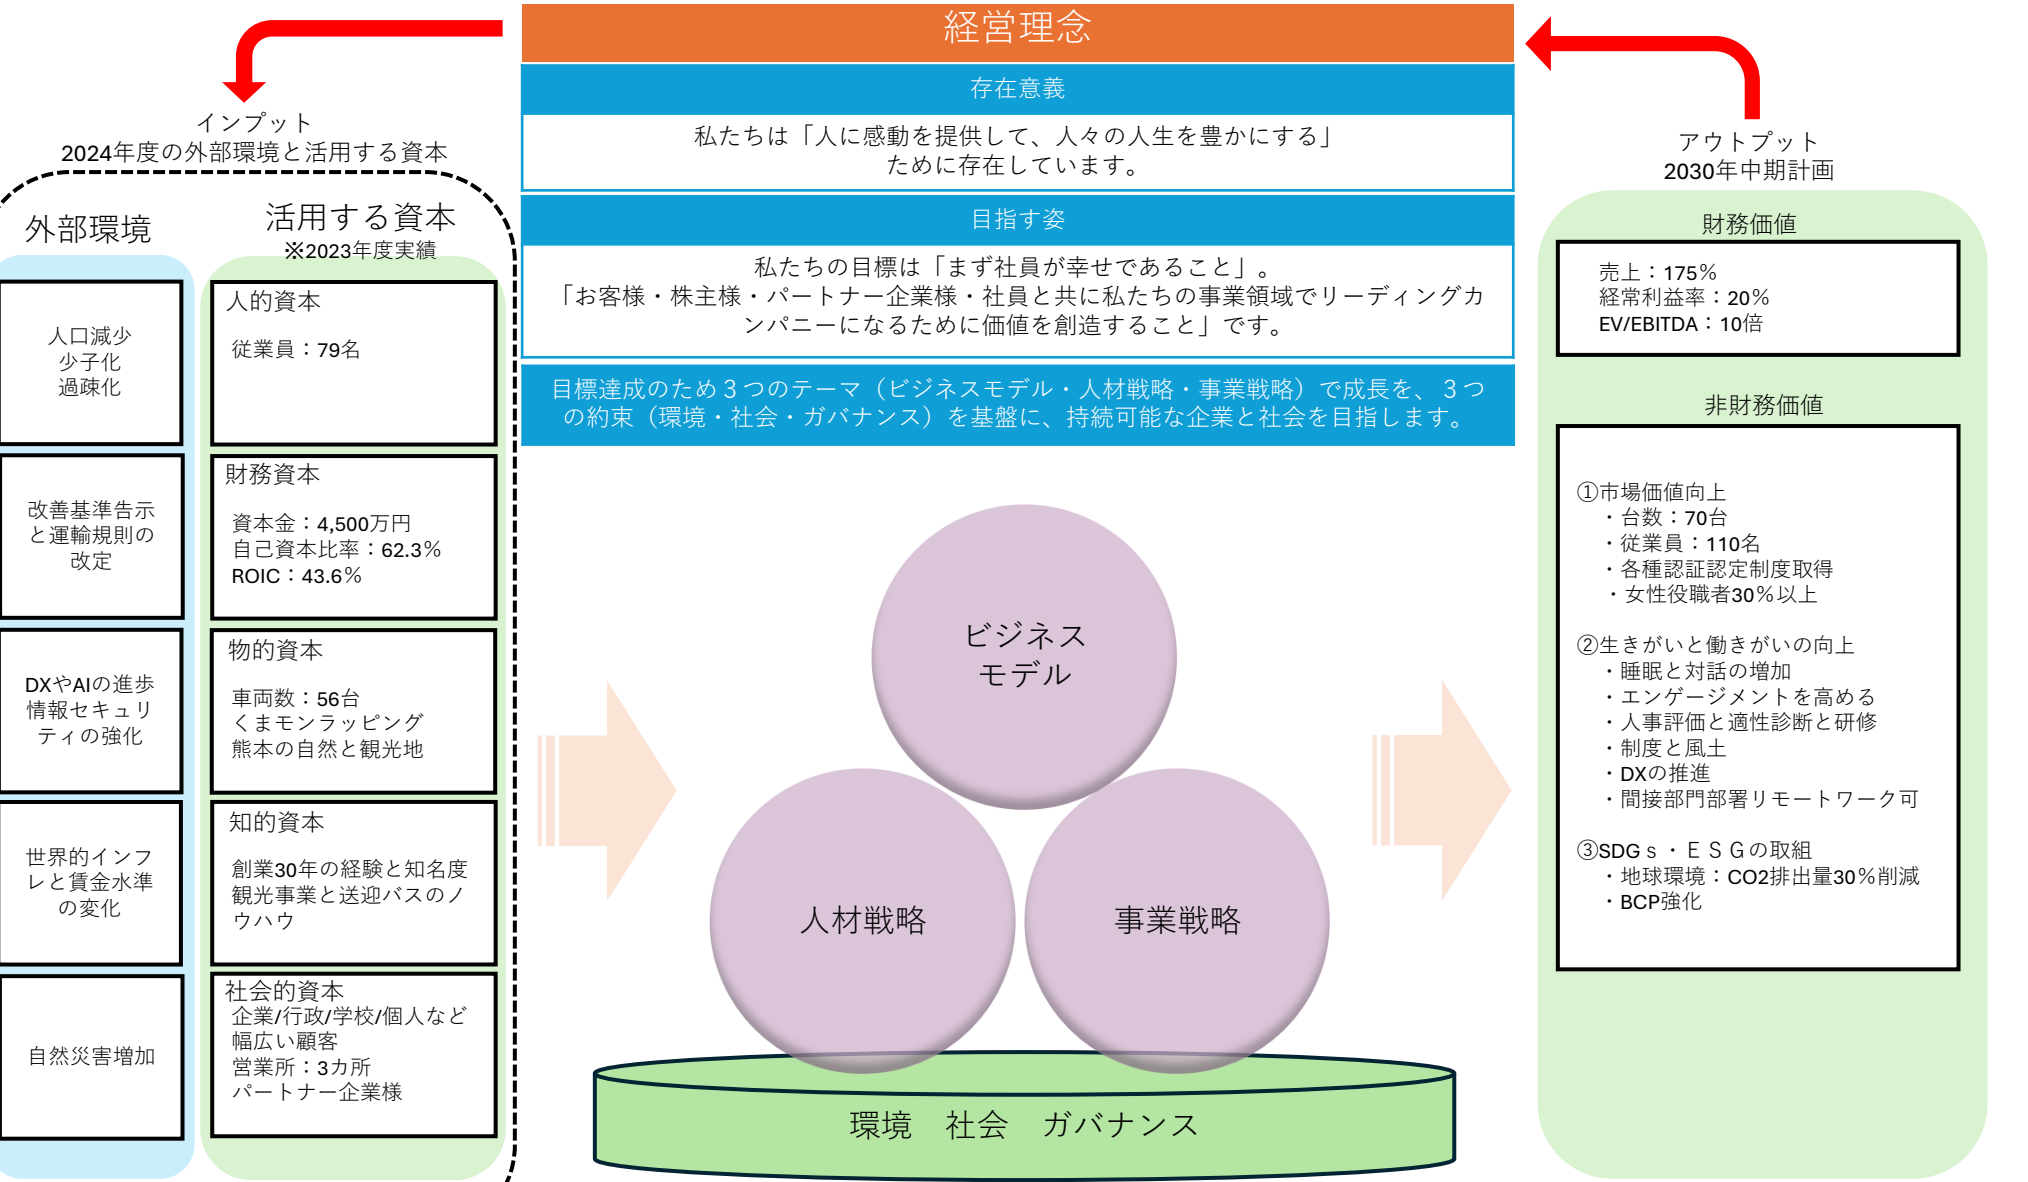 経営理念
存在意義
私たちは「人に感動を提供して、人々の人生を豊かにする」
ために存在しています。
目指す姿
私たちの目標は「まず社員が幸せであること」。
「お客様・株主様・パートナー企業様・社員と共に私たちの事業領域でリーディングカ
ンパニーになるために価値を創造すること」です。
目標達成のため３つのテーマ（ビジネスモデル・人材戦略・事業戦略）で成長を、３つ
の約束（環境・社会・ガバナンス）を基盤に、持続可能な企業と社会を目指します。
インプット
2024年度の外部環境と活用する資本
外部環境
人口減少
少子化
過疎化
改善基準告示
と運輸規則の
改定
DXやAIの進歩
情報セキュリ
ティの強化
世界的インフ
レと賃金水準
の変化
自然災害増加
活用する資本
※2023年度実績
人的資本
従業員：79名
財務資本
資本金：4,500万円
自己資本比率：62.3％
ROIC：43.6％
物的資本
車両数：56台
くまモンラッピング
熊本の自然と観光地
知的資本
創業30年の経験と知名度
観光事業と送迎バスのノ
ウハウ
社会的資本
企業/行政/学校/個人など
幅広い顧客
営業所：3カ所
パートナー企業様
ビジネス
モデル
人材戦略
事業戦略
環境　社会　ガバナンス
アウトプット
2030年中期計画
財務価値
売上：175％
経常利益率：20％
EV/EBITDA：10倍
非財務価値
①市場価値向上
・台数：70台
・従業員：110名
・各種認証認定制度取得
・女性役職者30％以上
②生きがいと働きがいの向上
・睡眠と対話の増加
・エンゲージメントを高める
・人事評価と適性診断と研修
・制度と風土
・DXの推進
・間接部門部署リモートワーク可
③SDGｓ・ＥＳＧの取組
・地球環境：CO2排出量30％削減
・BCP強化